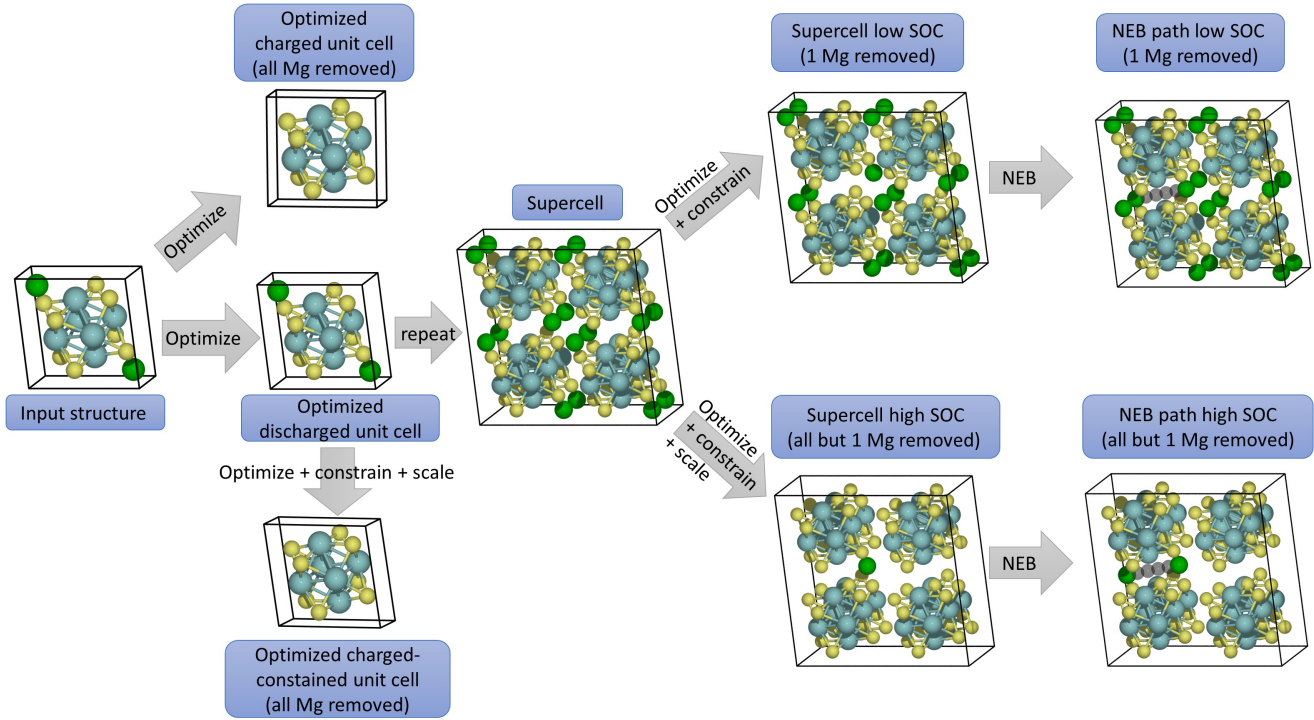 Optimized
charged unit cell
(all Mg removed)
Supercell low SOC
(1 Mg removed)
NEB path low SOC
(1 Mg removed)
Optimize
Supercell
Optimize
+ constrain
NEB
Input structure
Optimize
Optimized
discharged unit cell
repeat
Optimize
+ constrain
+ scale
Supercell high SOC
(all but 1 Mg removed)
NEB path high SOC
(all but 1 Mg removed)
NEB
Optimize + constrain + scale
Optimized charged-
constained unit cell
(all Mg removed)